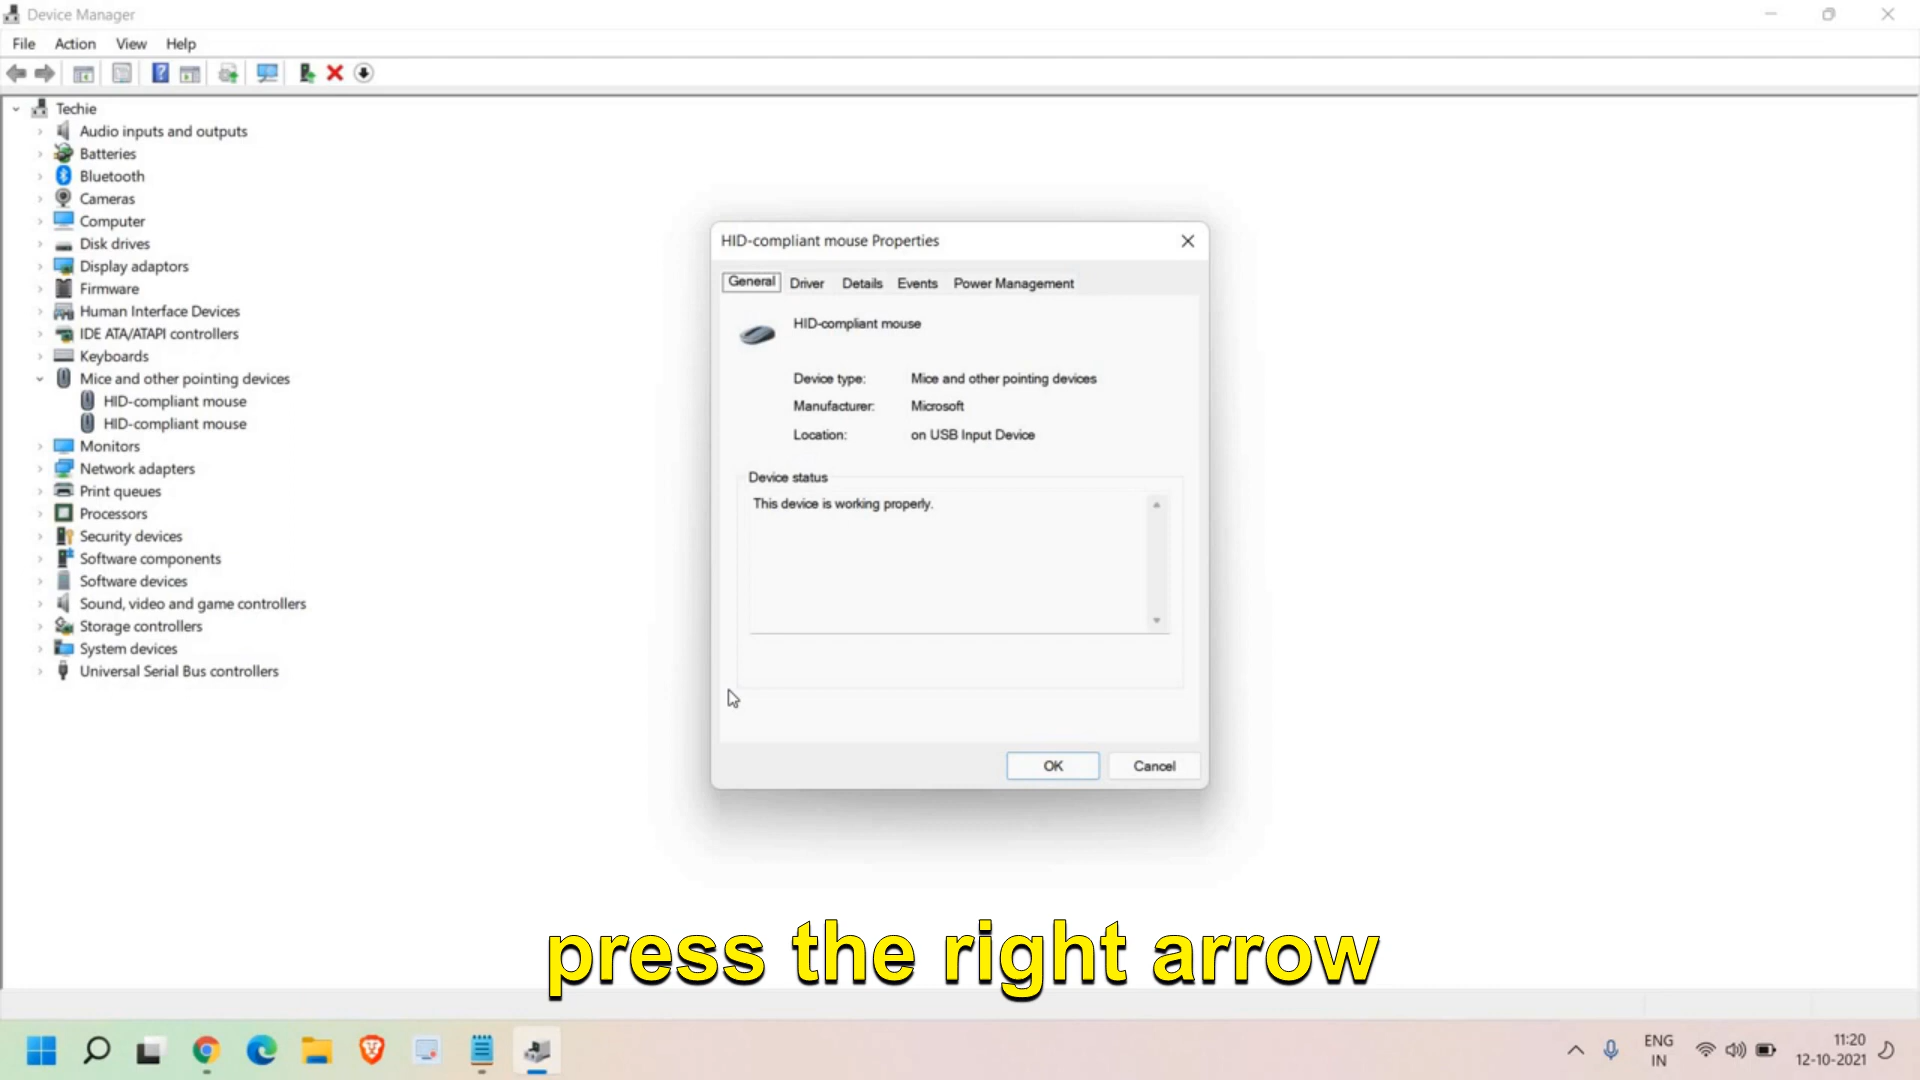 Device Manager
File Action View Help
Techie
Audio inputs and outputs
Batteries
Bluetooth
Cameras
Computer
Disk drives
Display adaptors
Firmware
Human Interface Devices
IDE ATA/ATAPI controllers
Keyboards
Mice and other pointing devices
HID-compliant mouse
HID-compliant mouse
Monitors
Network adapters
Print queues
Processors
Security devices
Software components
Software devices
Sound, video and game controllers
Storage controllers
System devices
Universal Serial Bus controllers
HID-compliant mouse Properties
General Driver Details Events Power Management
HID-compliant mouse
Device type: Mice and other pointing devices
Manufacturer: Microsoft
Location: on USB Input Device
Device status
This device is working properly.
OK Cancel
press the right arrow
ENG
IN
11:20
12-10-2021